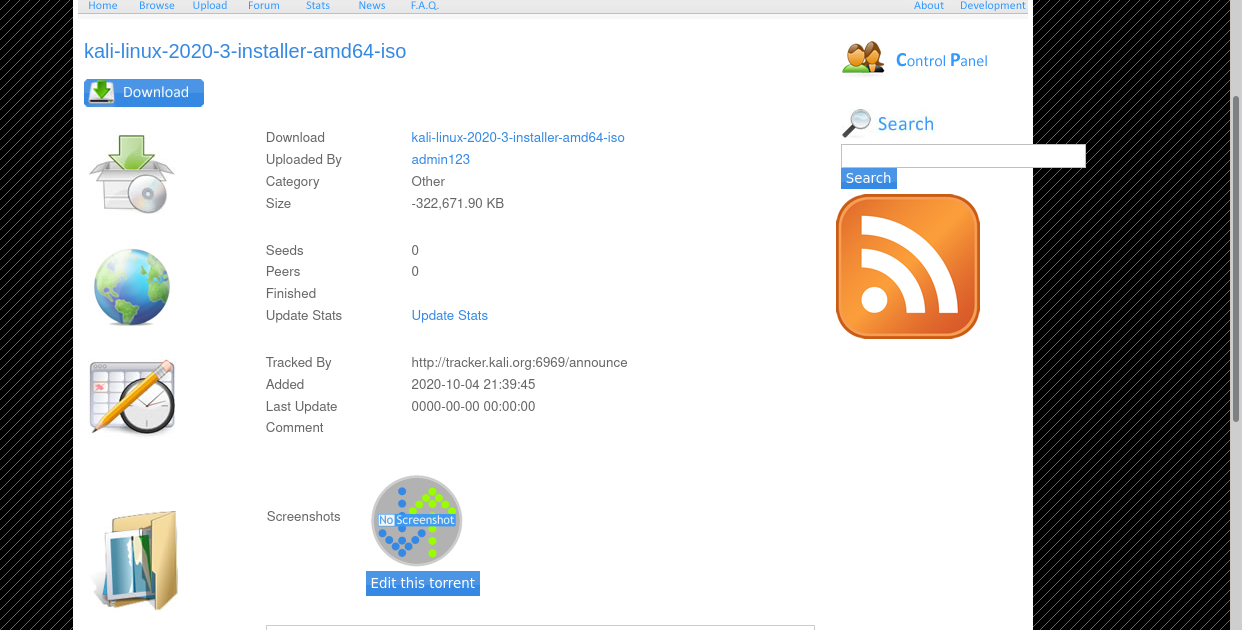 Home Browse Upload Forum Stats News F.A.Q. About Development
kali-linux-2020-3-installer-amd64-iso
Download
Control Panel
Search
Search
Download kali-linux-2020-3-installer-amd64-iso
Uploaded By admin123
Category Other
Size -322,671.90 KB
Seeds 0
Peers 0
Finished
Update Stats Update Stats
Tracked By http://tracker.kali.org:6969/announce
Added 2020-10-04 21:39:45
Last Update 0000-00-00 00:00:00
Comment
Screenshots
No Screenshot
Edit this torrent